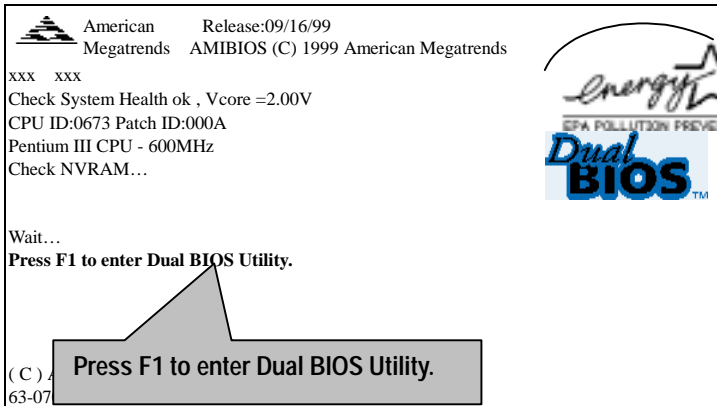 American Release:09/16/99
Megatrends AMIBIOS (C) 1999 American Megatrends
xxx xxx
Check System Health ok , Vcore =2.00V
CPU ID:0673 Patch ID:000A
Pentium III CPU - 600MHz
Check NVRAM…
energy
EPA POLLUTION PREVE
Dual
BIOS TM
Wait…
Press F1 to enter Dual BIOS Utility.
Press F1 to enter Dual BIOS Utility.
( C )
63-07